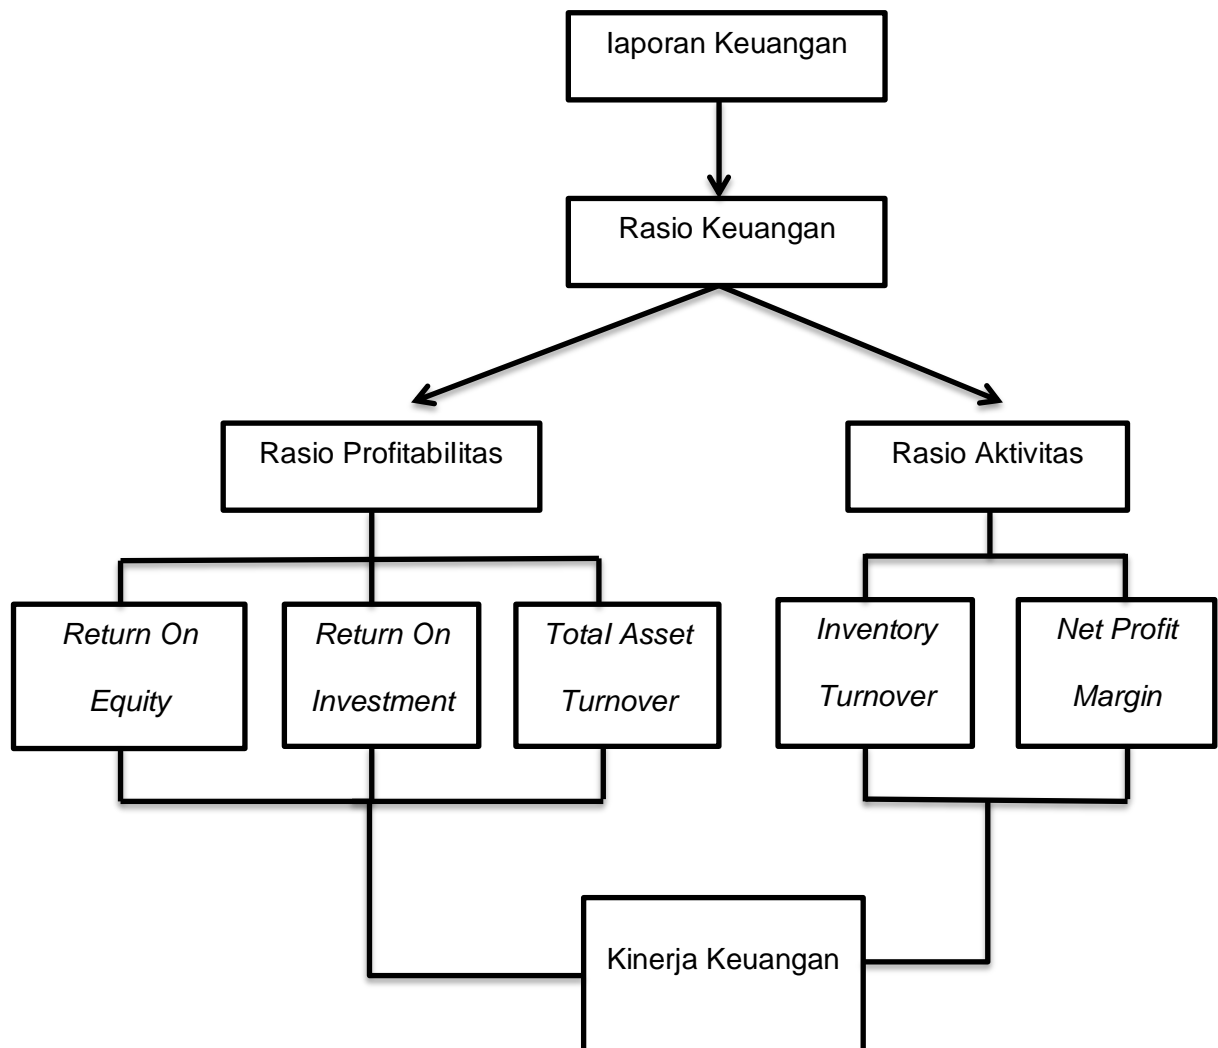 laporan Keuangan
Rasio Keuangan
Rasio Profitabilitas
Rasio Aktivitas
Return On
Equity
Return On
Investment
Total Asset
Turnover
Inventory
Turnover
Net Profit
Margin
Kinerja Keuangan